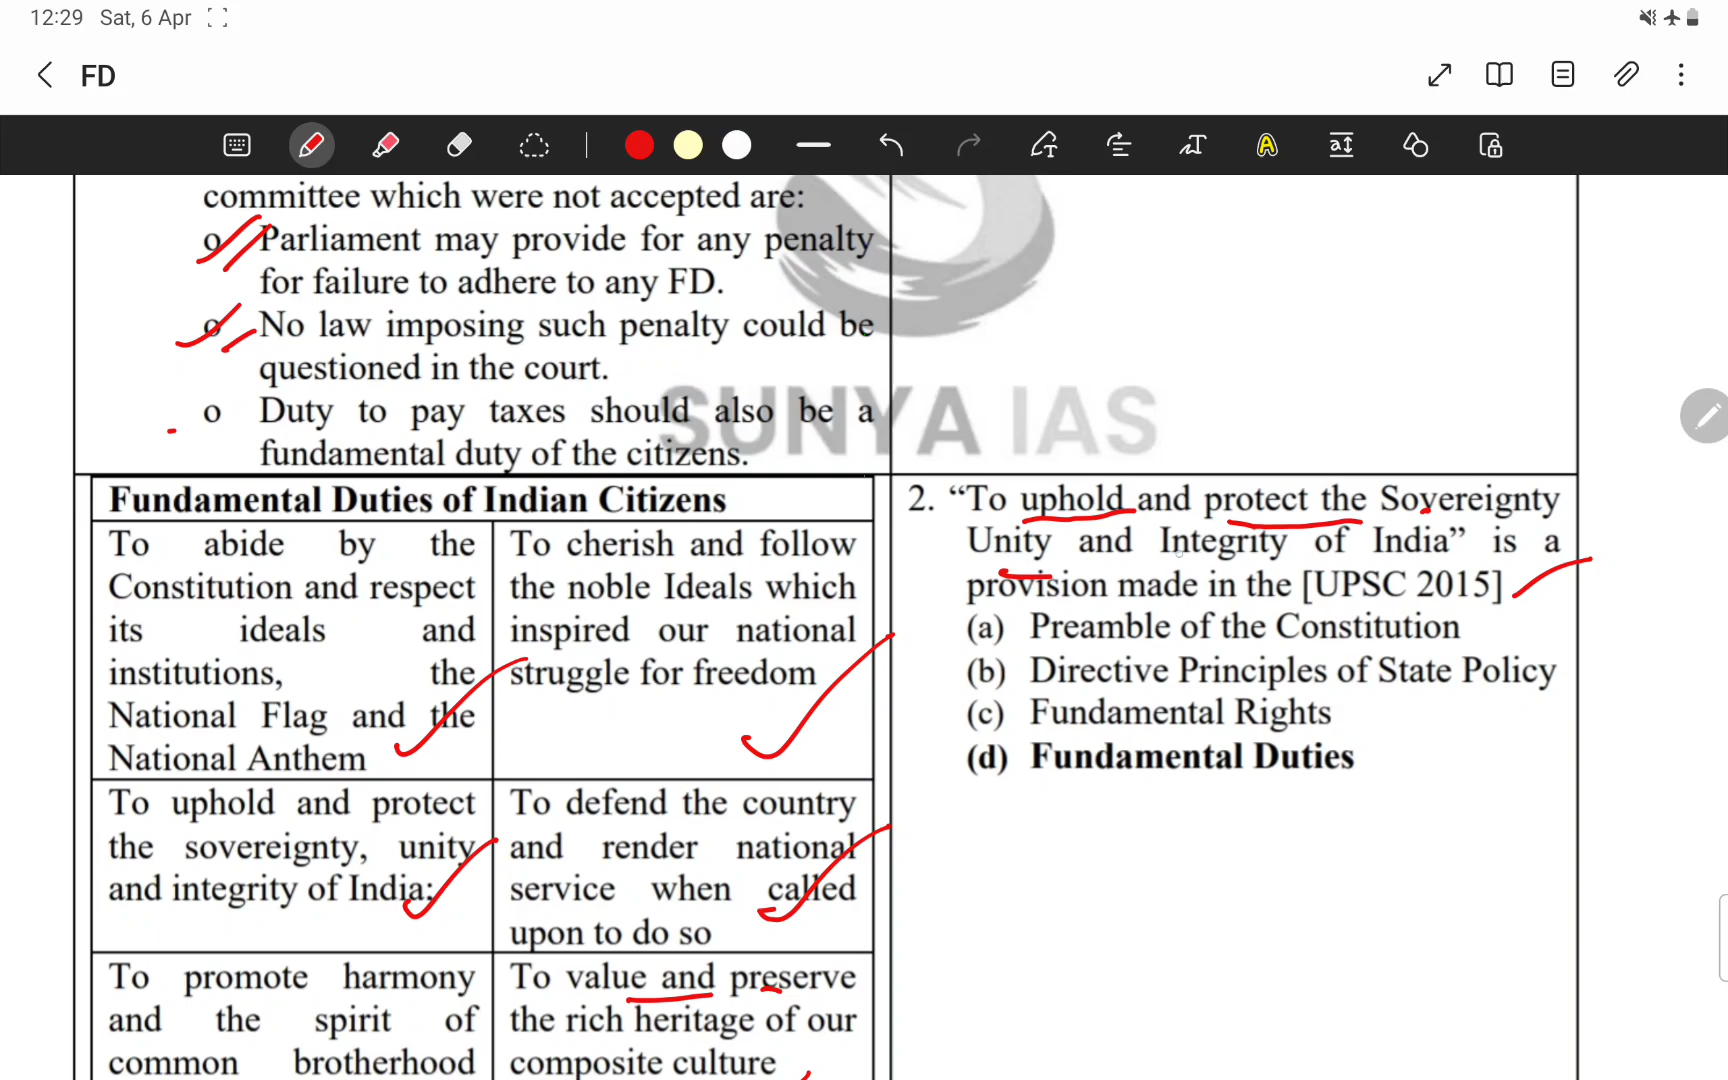 12:29 Sat, 6 Apr
FD
committee which were not accepted are:
o Parliament may provide for any penalty
for failure to adhere to any FD.
o No law imposing such penalty could be
questioned in the court.
o Duty to pay taxes should also be a
fundamental duty of the citizens.
SUNYA IAS
Fundamental Duties of Indian Citizens
To abide by the
Constitution and respect
its ideals and
institutions, the
National Flag and the
National Anthem
To cherish and follow
the noble Ideals which
inspired our national
struggle for freedom
To uphold and protect
the sovereignty, unity
and integrity of India;
To defend the country
and render national
service when called
upon to do so
To promote harmony
and the spirit of
common brotherhood
To value and preserve
the rich heritage of our
composite culture
2. “To uphold and protect the Sovereignty
Unity and Integrity of India” is a
provision made in the [UPSC 2015]
(a) Preamble of the Constitution
(b) Directive Principles of State Policy
(c) Fundamental Rights
(d) Fundamental Duties